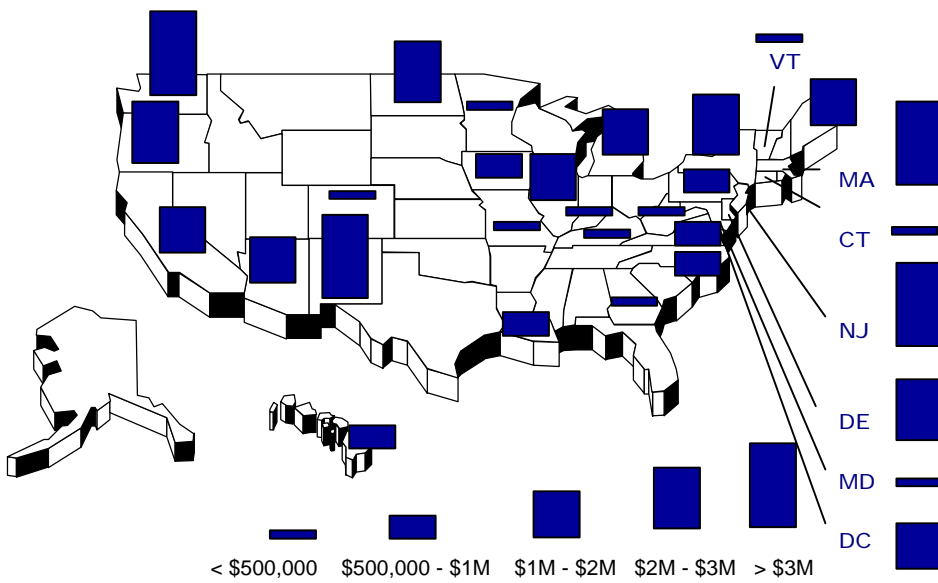 VT
MA
CT
NJ
DE
MD
DC
< $500,000 $500,000 - $1M $1M - $2M $2M - $3M > $3M